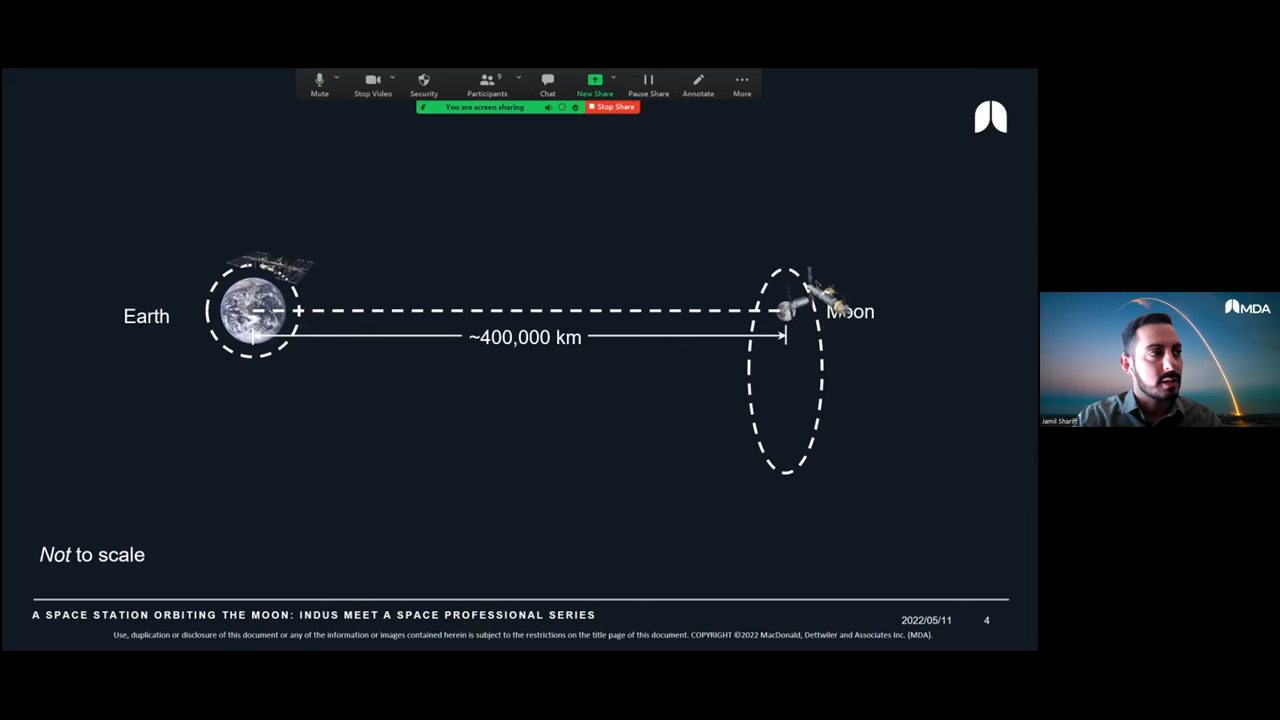 9
Mute
Stop Video
Security
Participants
Chat
New Share
Pause Share
Annotate
More
You are screen sharing
Stop Share
Earth
~400,000 km
Moon
MDA
Jamil Shariff
Not to scale
A SPACE STATION ORBITING THE MOON: INDUS MEET A SPACE PROFESSIONAL SERIES
2022/05/11
4
Use, duplication or disclosure of this document or any of the information or images contained herein is subject to the restrictions on the title page of this document. COPYRIGHT ©2022 MacDonald, Dettwiler and Associates Inc. (MDA).